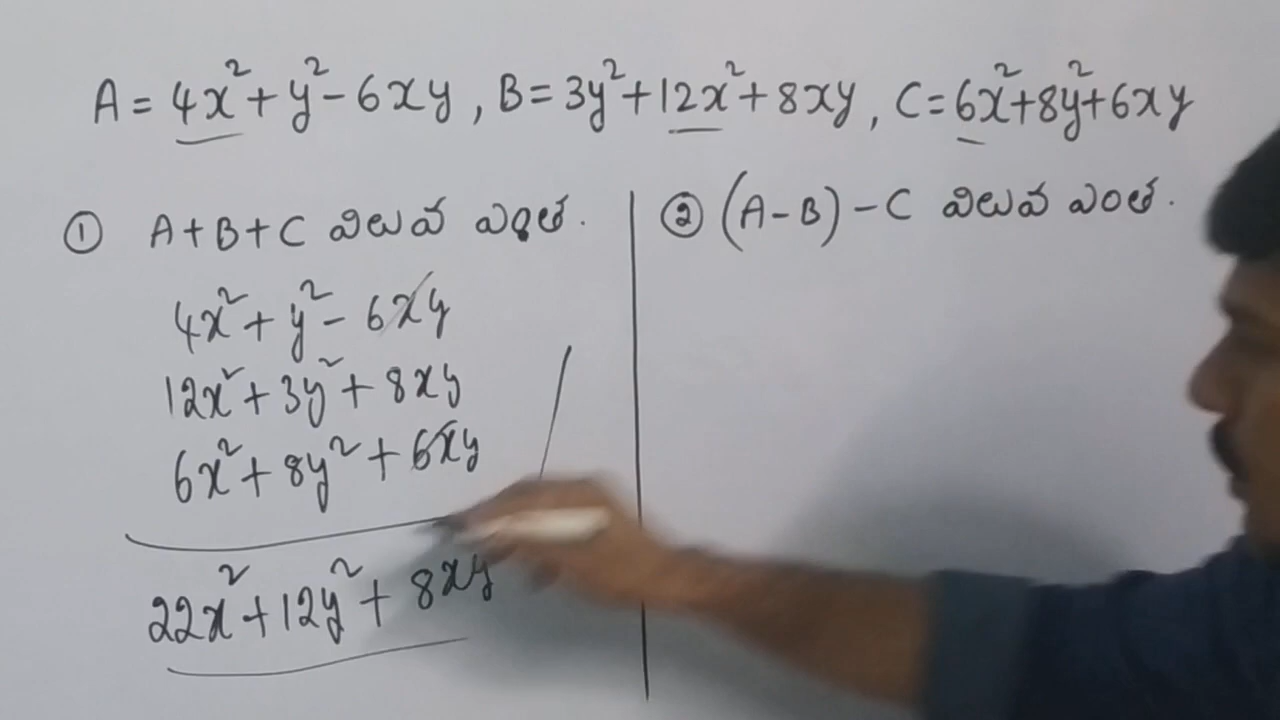 A = 4x² + y² - 6xy, B = 3y² + 12x² + 8xy, C = 6x² + 8y² + 6xy
① A + B + C విలువ ఎంత.
4x² + y² - 6xy
12x² + 3y² + 8xy
6x² + 8y² + 6xy
22x² + 12y² + 8xy
② (A - B) - C విలువ ఎంత.